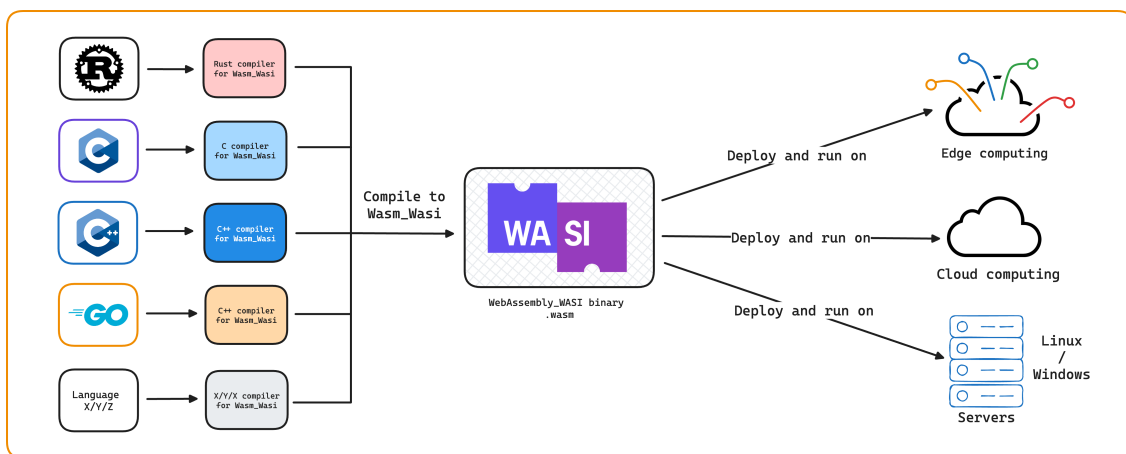 R
Rust compiler
for Wasm_Wasi
C
C compiler
for Wasm_Wasi
C++
C++ compiler
for Wasm_Wasi
GO
C++ compiler
for Wasm_Wasi
Language
X/Y/Z
X/Y/X compiler
for Wasm_Wasi
Compile to
Wasm_Wasi
WA SI
WebAssembly_WASI binary
.wasm
Deploy and run on
Edge computing
Deploy and run on
Cloud computing
Deploy and run on
Linux
/
Windows
Servers